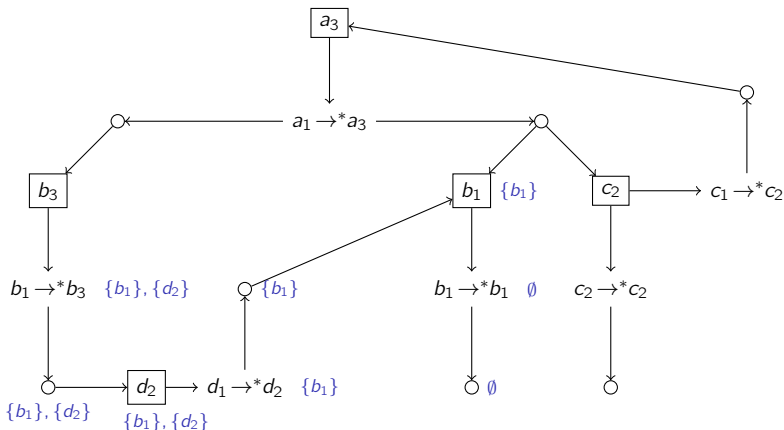 a₃
a₁ →* a₃
b₃
b₁ {b₁}
c₂
c₁ →* c₂
b₁ →* b₃ {b₁}, {d₂}
{b₁}
b₁ →* b₁ ∅
c₂ →* c₂
d₂
d₁ →* d₂ {b₁}
∅
{b₁}, {d₂}
{b₁}, {d₂}